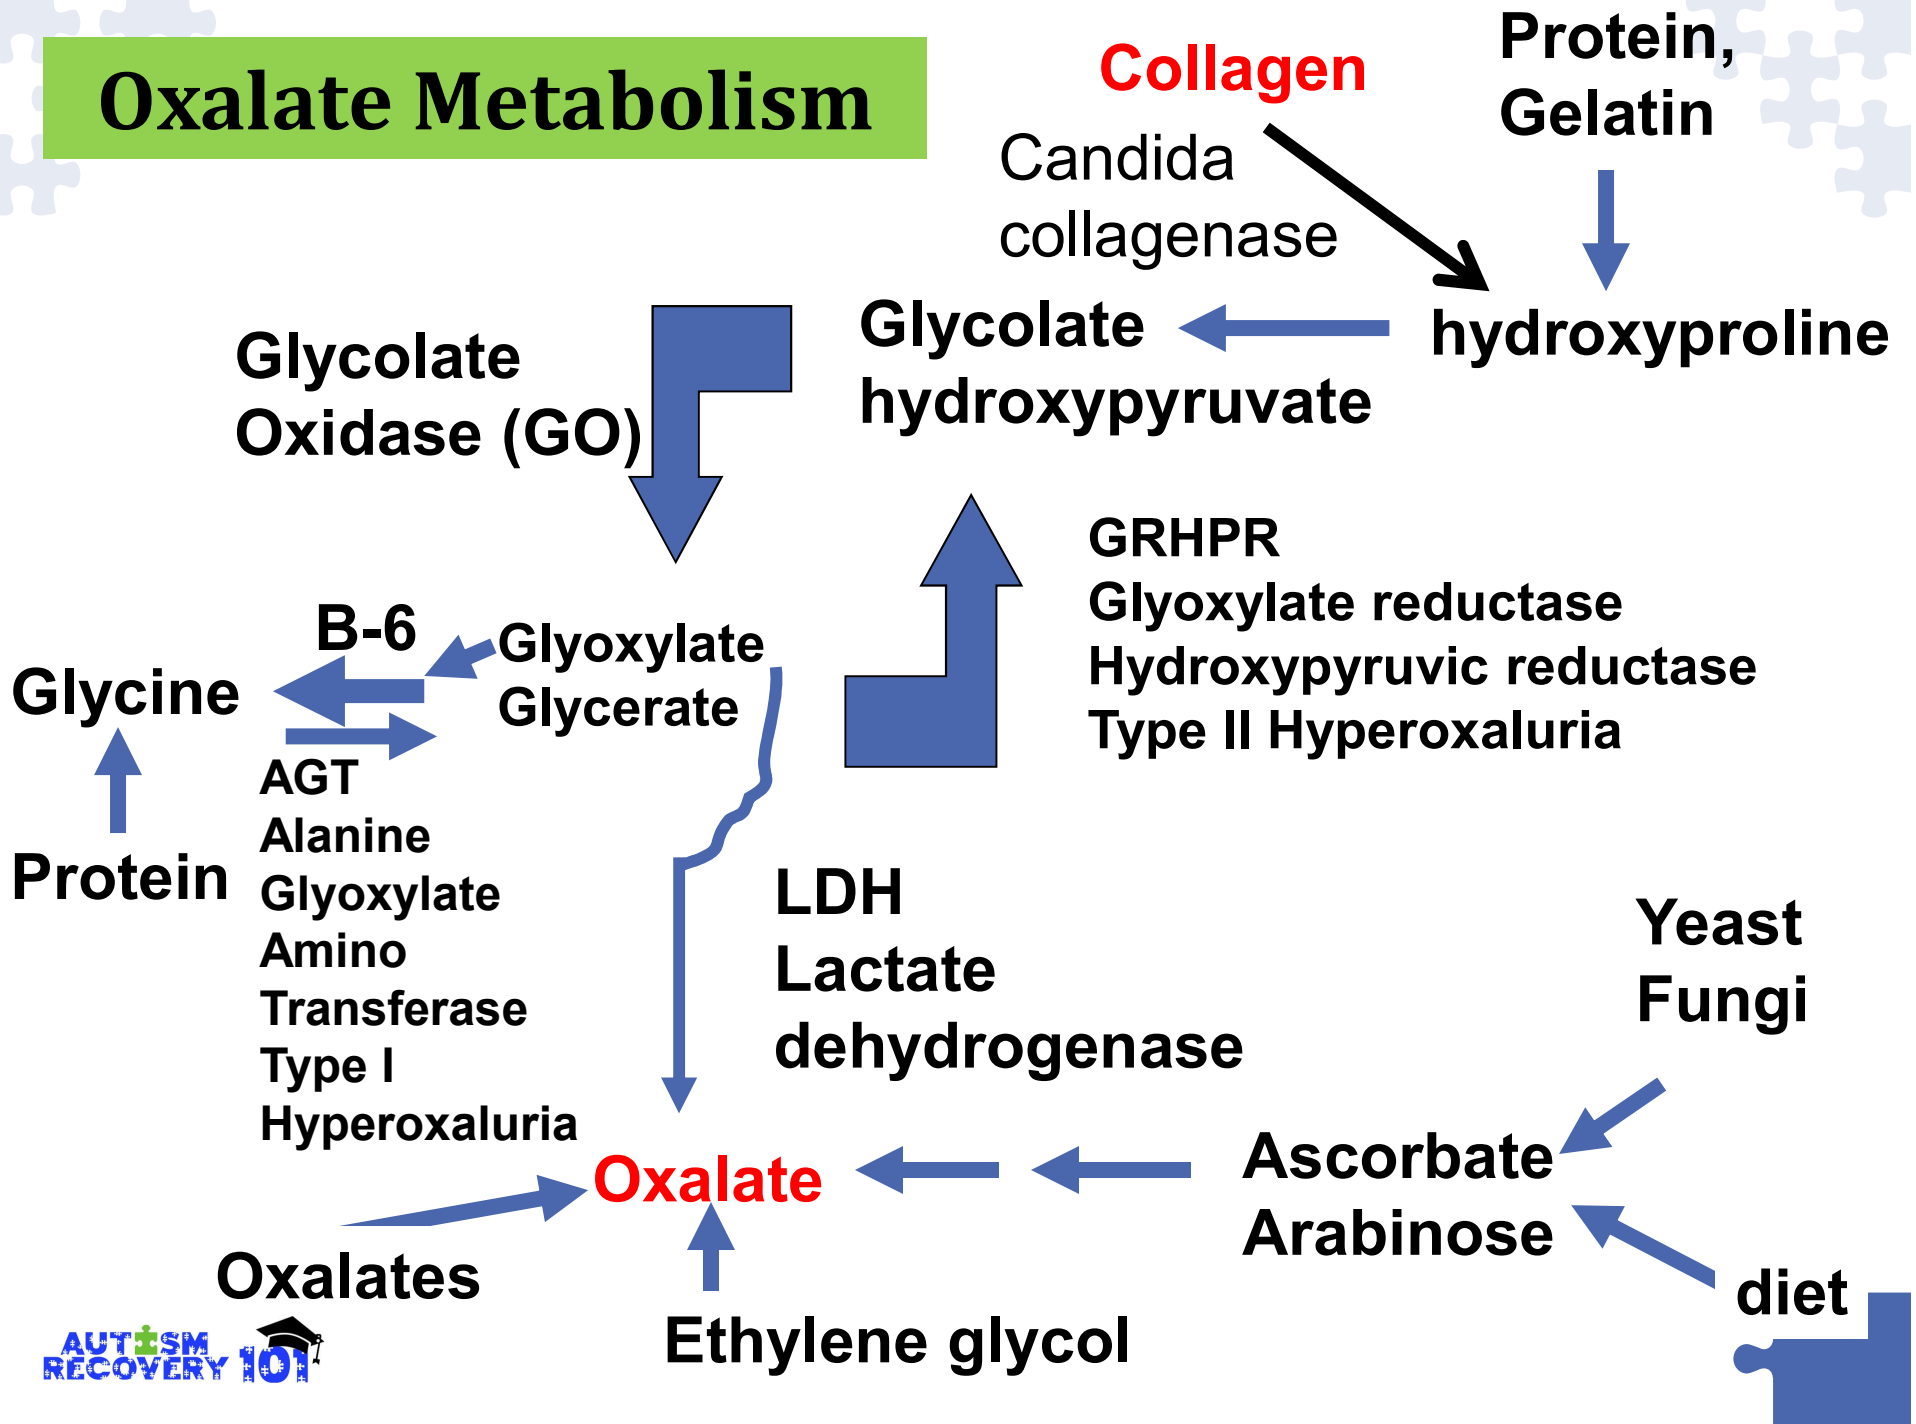 Oxalate Metabolism
Collagen
Protein,
Gelatin
Candida
collagenase
Glycolate
Oxidase (GO)
Glycolate
hydroxypyruvate
hydroxyproline
GRHPR
Glyoxylate reductase
Hydroxypyruvic reductase
Type II Hyperoxaluria
B-6
Glyoxylate
Glycerate
Glycine
Protein
AGT
Alanine
Glyoxylate
Amino
Transferase
Type I
Hyperoxaluria
LDH
Lactate
dehydrogenase
Yeast
Fungi
Oxalate
Ascorbate
Arabinose
Oxalates
Ethylene glycol
diet
AUTISM
RECOVERY 101